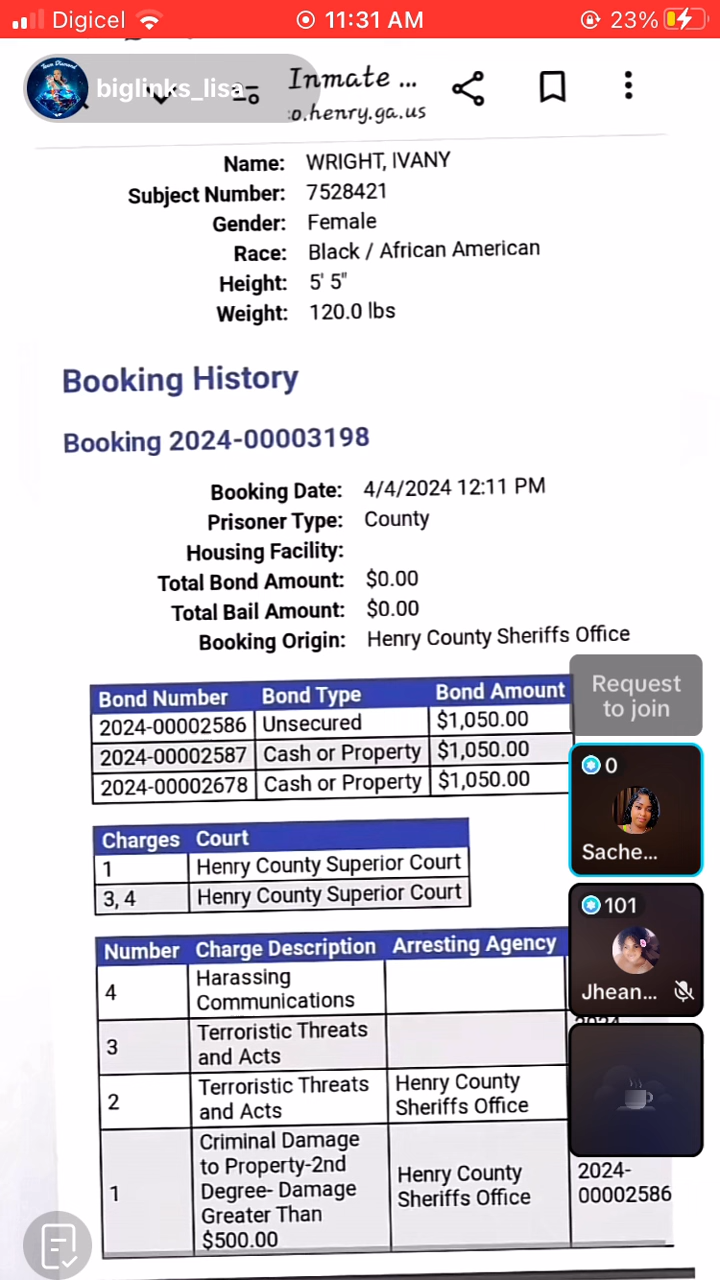 Digicel 11:31 AM 23%
biglinks_lisa Inmate ...
:o.henry.ga.us
Name: WRIGHT, IVANY
Subject Number: 7528421
Gender: Female
Race: Black / African American
Height: 5' 5"
Weight: 120.0 lbs
Booking History
Booking 2024-00003198
Booking Date: 4/4/2024 12:11 PM
Prisoner Type: County
Housing Facility:
Total Bond Amount: $0.00
Total Bail Amount: $0.00
Booking Origin: Henry County Sheriffs Office
Bond Number Bond Type Bond Amount
2024-00002586 Unsecured $1,050.00
2024-00002587 Cash or Property $1,050.00
2024-00002678 Cash or Property $1,050.00
Request
to join
0
Sache...
Charges Court
1 Henry County Superior Court
3, 4 Henry County Superior Court
101
Jhean...
Number Charge Description Arresting Agency
4 Harassing
Communications
3 Terroristic Threats
and Acts
2 Terroristic Threats
and Acts
Henry County
Sheriffs Office
1 Criminal Damage
to Property-2nd
Degree- Damage
Greater Than
$500.00
Henry County
Sheriffs Office
2024-
00002586